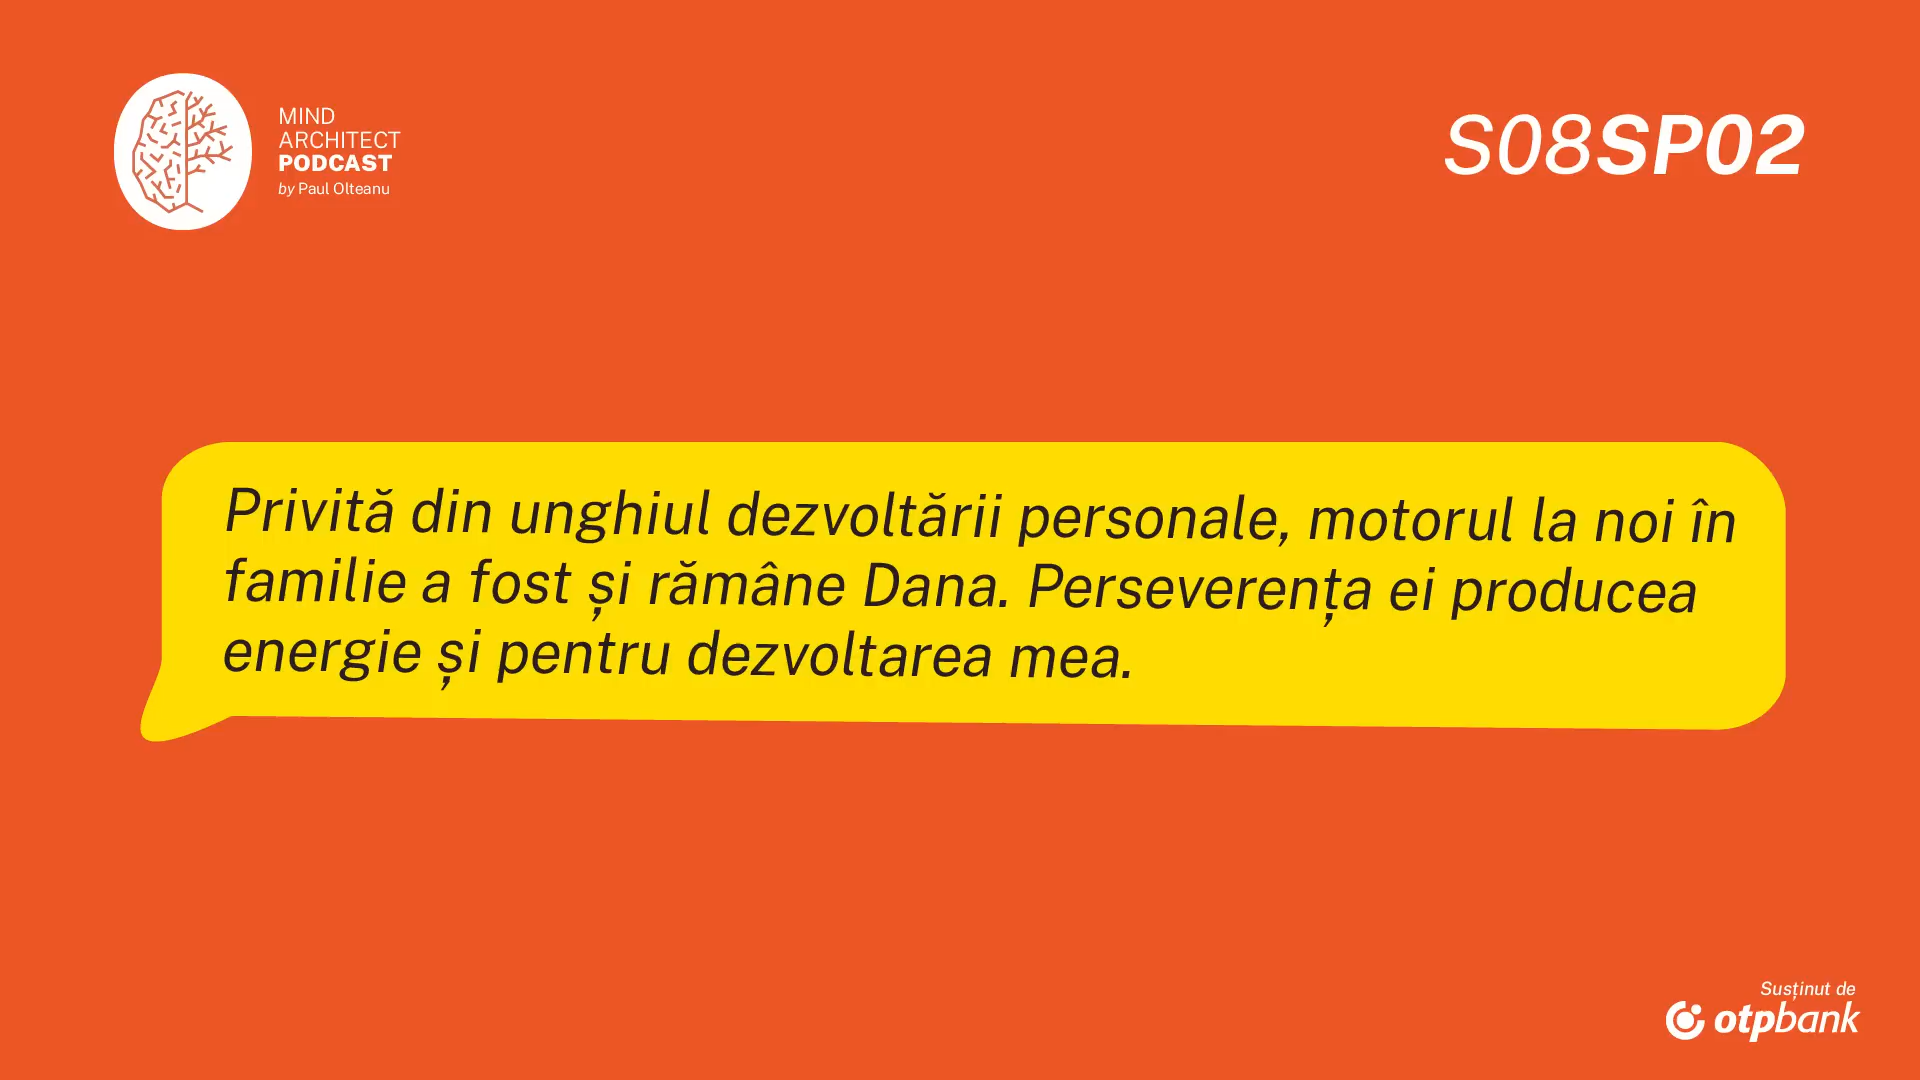 MIND
ARCHITECT
PODCAST
by Paul Olteanu
S08SP02
Privită din unghiul dezvoltării personale, motorul la noi în
familie a fost și rămâne Dana. Perseverența ei producea
energie și pentru dezvoltarea mea.
Susținut de
otpbank